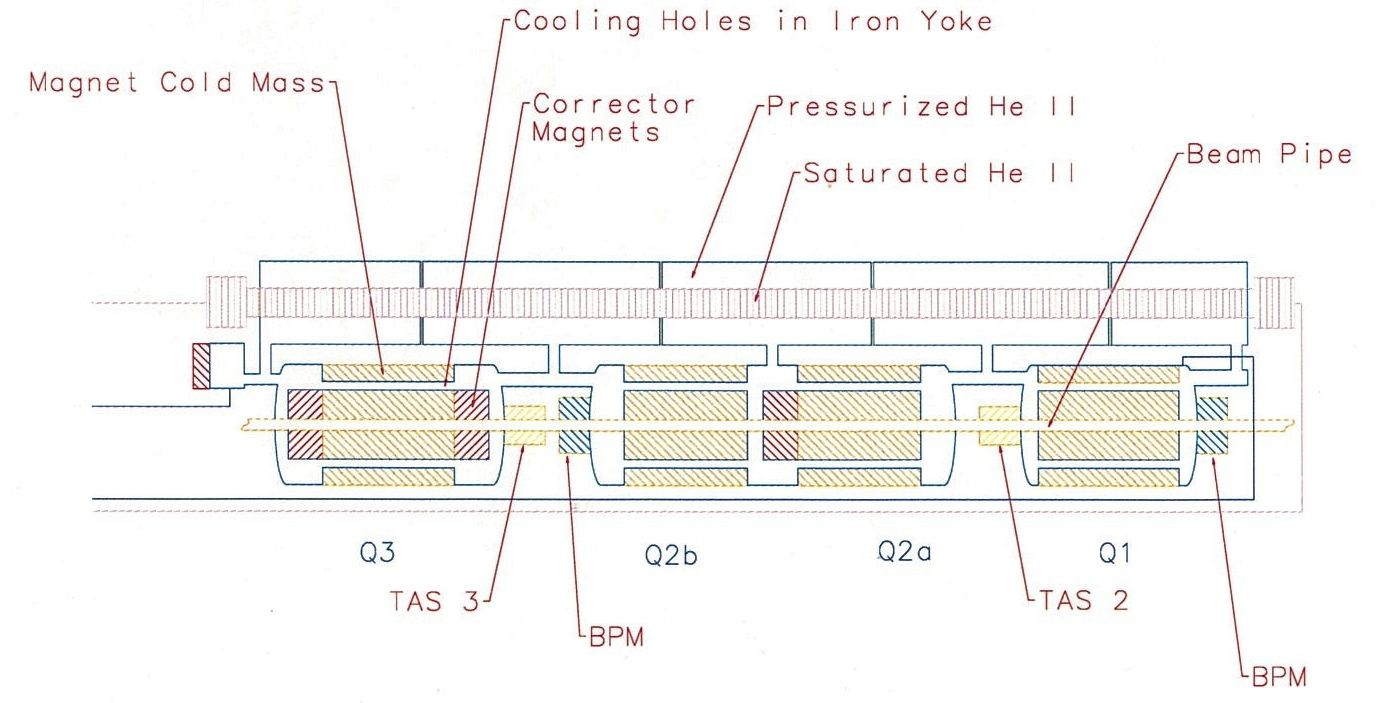 Cooling Holes in Iron Yoke
Magnet Cold Mass
Corrector
Magnets
Pressurized He II
Saturated He II
Beam Pipe
Q3
Q2b
Q2a
Q1
TAS 3
TAS 2
BPM
BPM